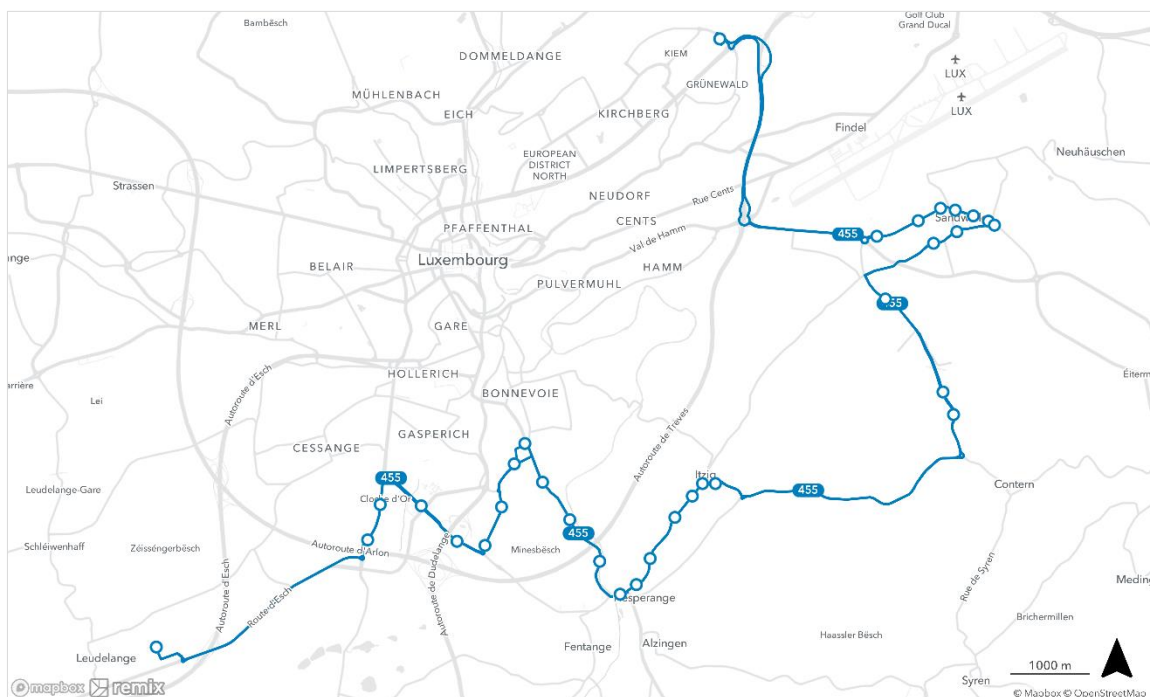 Bambësch
Golf Club
Grand Ducal
DOMMELDANGE
KIEM
LUX
GRÜNEWALD
MÜHLENBACH
LUX
EICH
KIRCHBERG
Findel
EUROPEAN
DISTRICT
NORTH
Neuhäuschen
LIMPERTSBERG
Strassen
NEUDORF
Rue Cents
PFAFFENTHAL
CENTS
455
Val de Hamm
Luxembourg
BELAIR
HAMM
PULVERMUHL
455
MERL
GARE
Autoroute d'Esch
HOLLERICH
Lei
BONNEVOIE
Autoroute de Trèves
GASPERICH
CESSANGE
Itzig
455
455
Contern
Leudelange-Gare
455
Schléiwenhaff
Zéisséngerbësch
Autoroute d'Arlon
Minesbësch
Autoroute de Dudelange
Autoroute d'Esch
Route d'Esch
Rue de Syren
Hesperange
Brichermillen
Haassler Bësch
Fentange
Alzingen
Leudelange
Syren
1000 m
mapbox remix
© Mapbox © OpenStreetMap